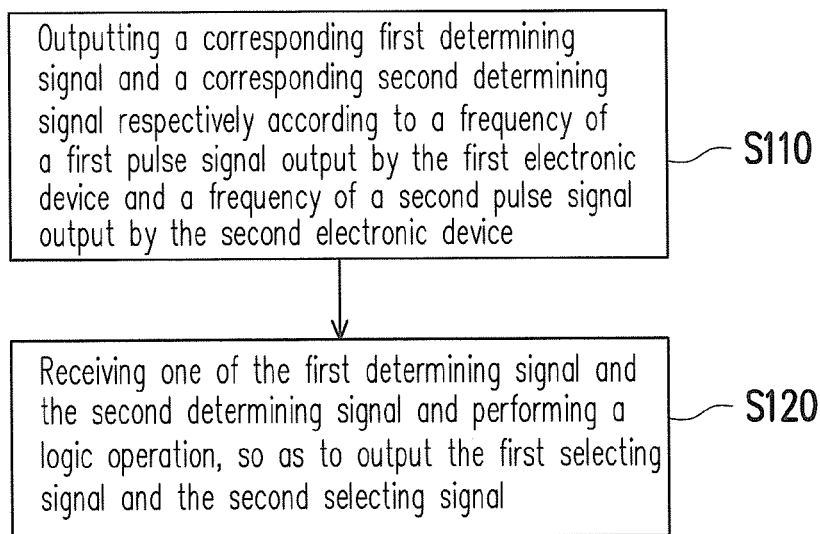 Outputting a corresponding first determining
signal and a corresponding second determining
signal respectively according to a frequency of
a first pulse signal output by the first electronic
device and a frequency of a second pulse signal
output by the second electronic device
S110
Receiving one of the first determining signal and
the second determining signal and performing a
logic operation, so as to output the first selecting
signal and the second selecting signal
S120